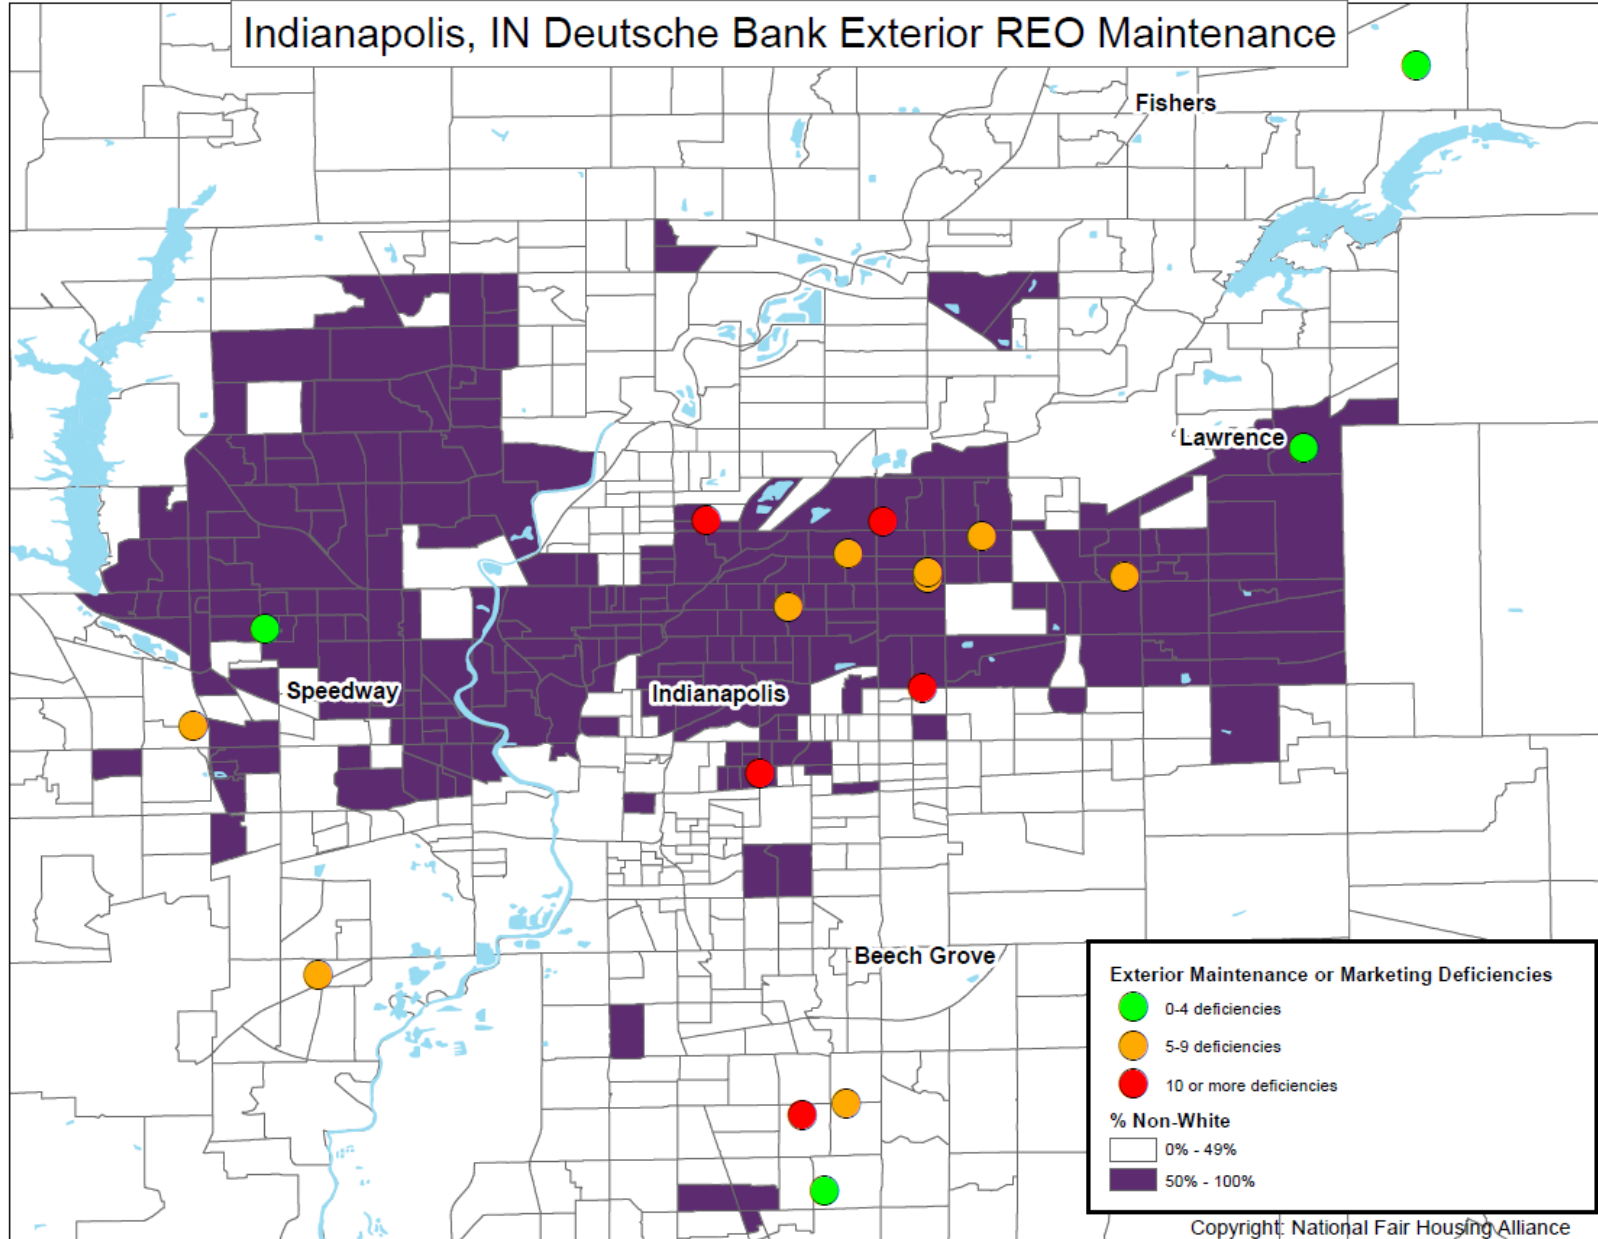 Indianapolis, IN Deutsche Bank Exterior REO Maintenance
Fishers
Lawrence
Speedway
Indianapolis
Beech Grove
Exterior Maintenance or Marketing Deficiencies
0-4 deficiencies
5-9 deficiencies
10 or more deficiencies
% Non-White
0% - 49%
50% - 100%
Copyright: National Fair Housing Alliance